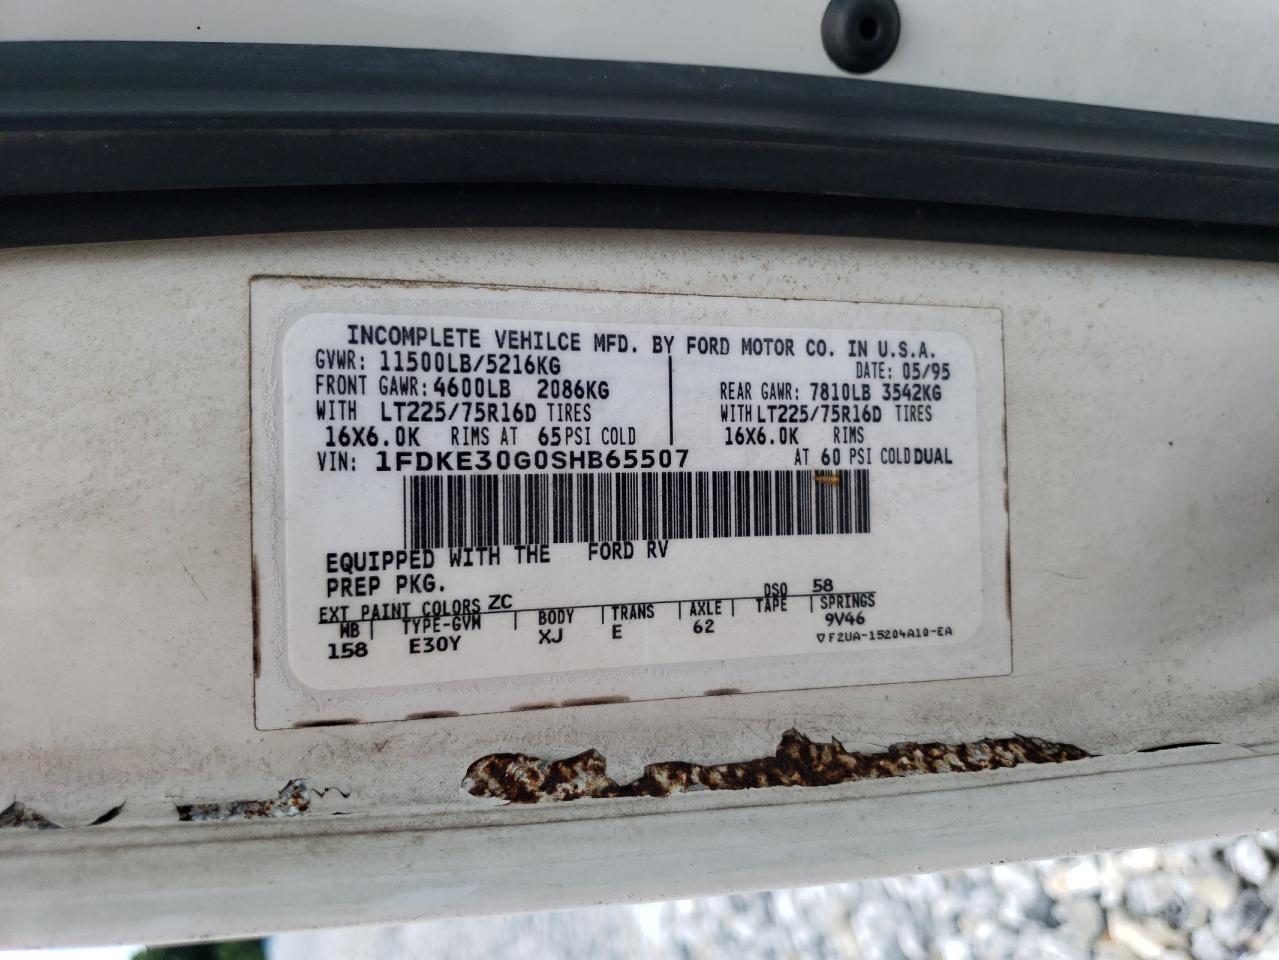 INCOMPLETE VEHILCE MFD. BY FORD MOTOR CO. IN U.S.A.
GVWR: 11500LB/5216KG DATE: 05/95
FRONT GAWR: 4600LB 2086KG REAR GAWR: 7810LB 3542KG
WITH LT225/75R16D TIRES WITH LT225/75R16D TIRES
16X6.0K RIMS AT 65 PSI COLD 16X6.0K RIMS
VIN: 1FDKE30G0SHB65507 AT 60 PSI COLD DUAL
EQUIPPED WITH THE FORD RV
PREP PKG.
EXT PAINT COLORS ZC DSO 58
WB TYPE-GVW BODY TRANS AXLE TAPE SPRINGS
158 E30Y XJ E 62 9V46
▽ F2UA-15204A10-EA